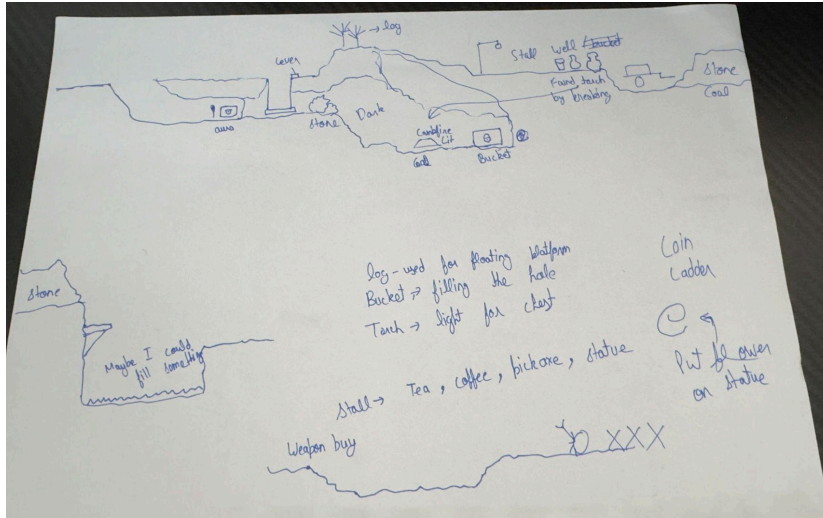 log
Lever
Stall
well
Stone
Coal
Found torch
by breaking
Dark
Stone
Campfire
Lit
Coal
Bucket
Stone
Maybe I could
fill something
log - used for floating platform
Bucket → filling the hole
Torch → light for chest
Coin
Ladder
Stall → Tea, coffee, pickaxe, statue
Put flower
on statue
Weapon buy
XXX